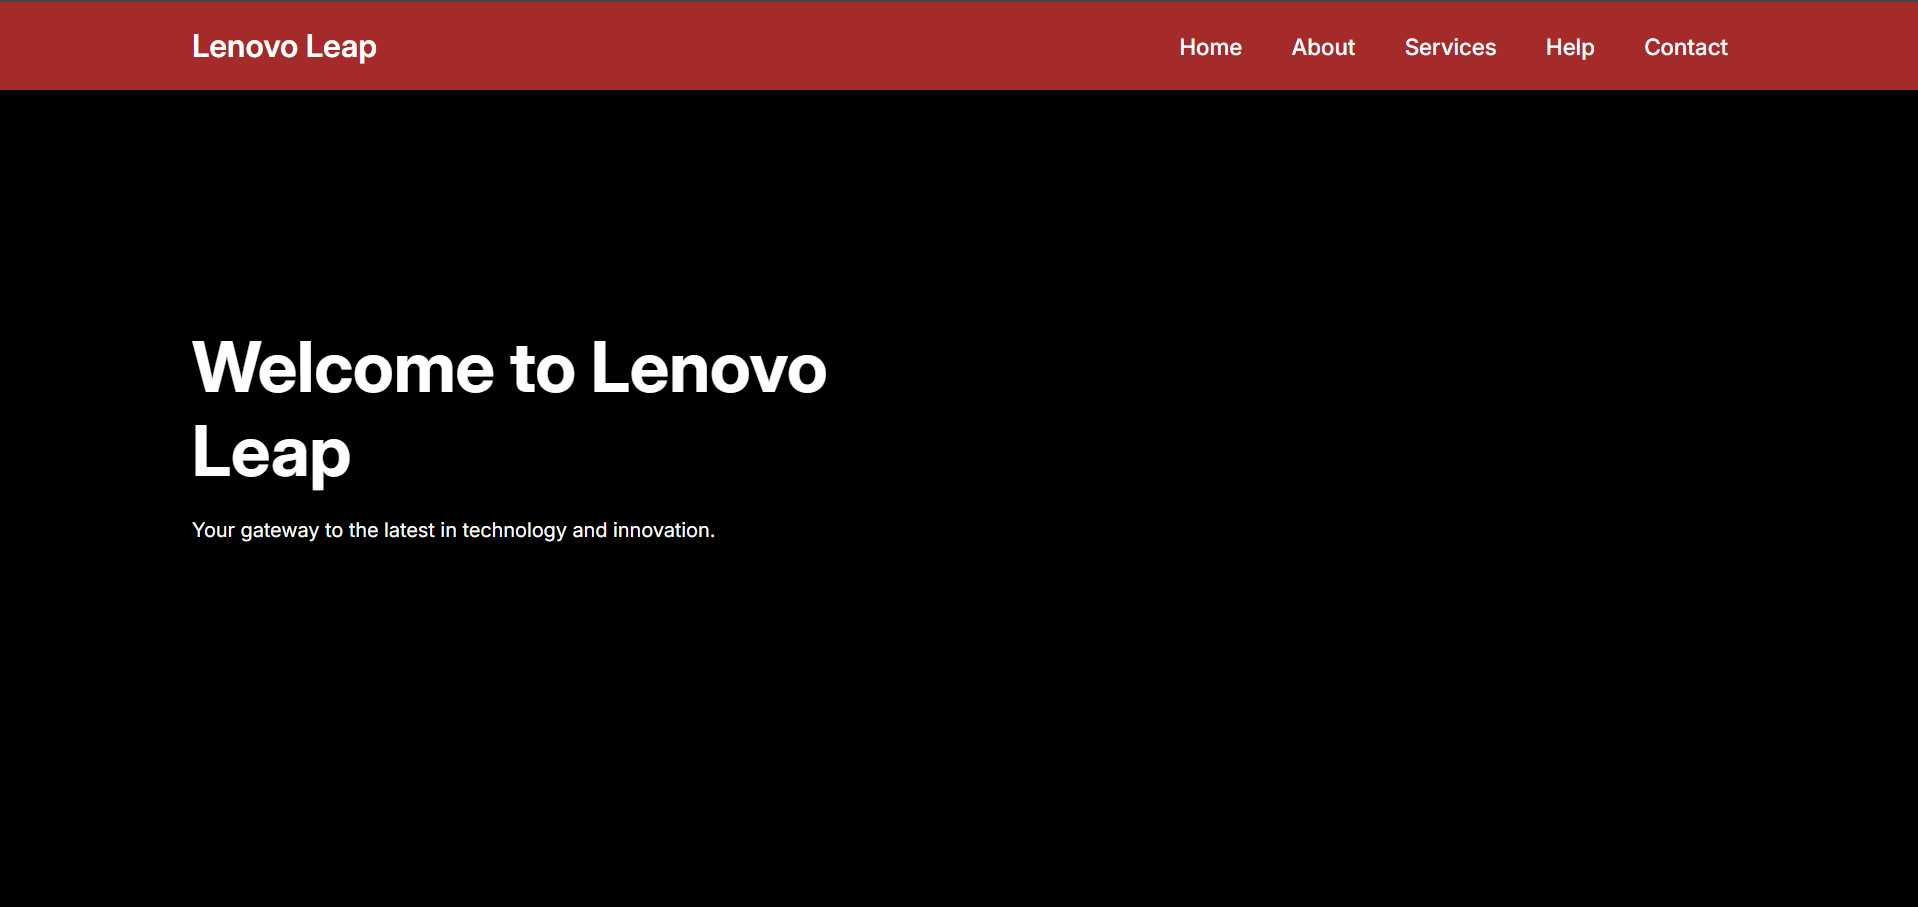 Lenovo Leap
Home About Services Help Contact
Welcome to Lenovo
Leap
Your gateway to the latest in technology and innovation.